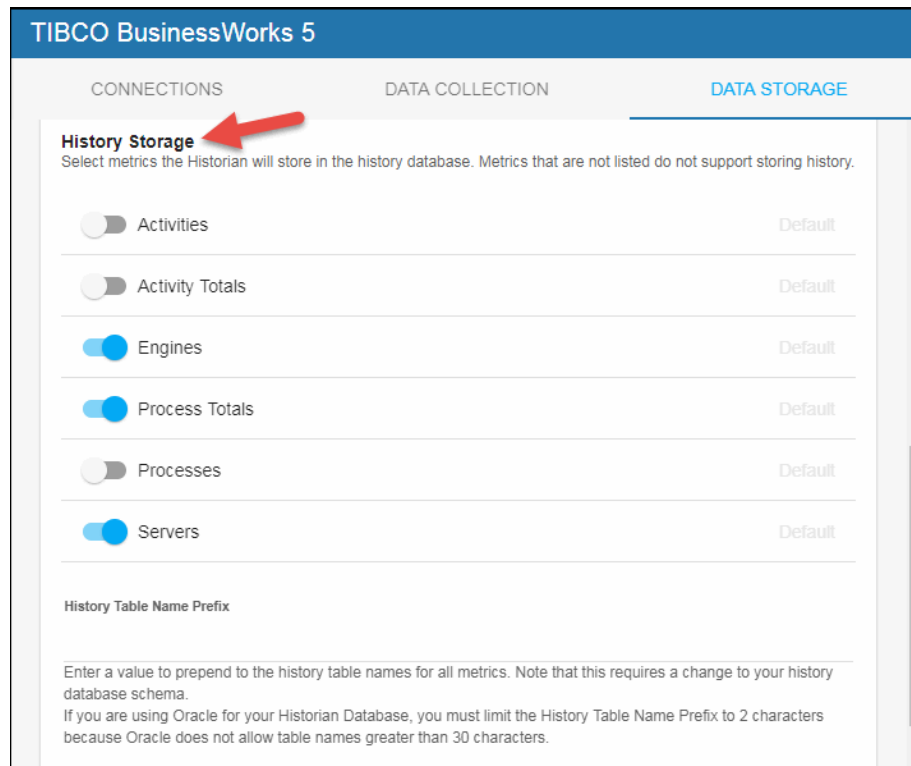 TIBCO BusinessWorks 5
CONNECTIONS DATA COLLECTION DATA STORAGE
History Storage
Select metrics the Historian will store in the history database. Metrics that are not listed do not support storing history.
Activities Default
Activity Totals Default
Engines Default
Process Totals Default
Processes Default
Servers Default
History Table Name Prefix
Enter a value to prepend to the history table names for all metrics. Note that this requires a change to your history
database schema.
If you are using Oracle for your Historian Database, you must limit the History Table Name Prefix to 2 characters
because Oracle does not allow table names greater than 30 characters.